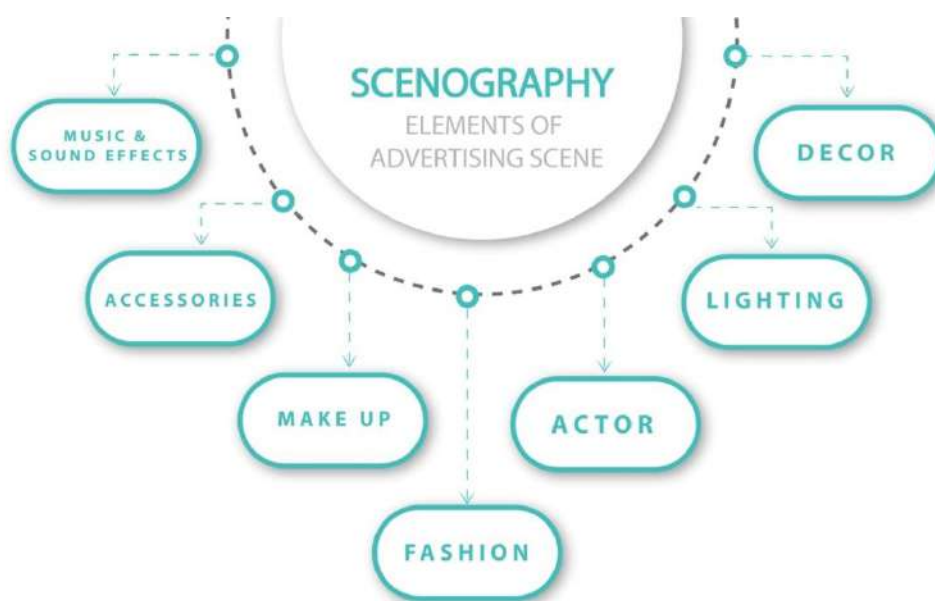 SCENOGRAPHY
ELEMENTS OF
ADVERTISING SCENE
MUSIC &
SOUND EFFECTS
DECOR
ACCESSORIES
LIGHTING
MAKE UP
ACTOR
FASHION